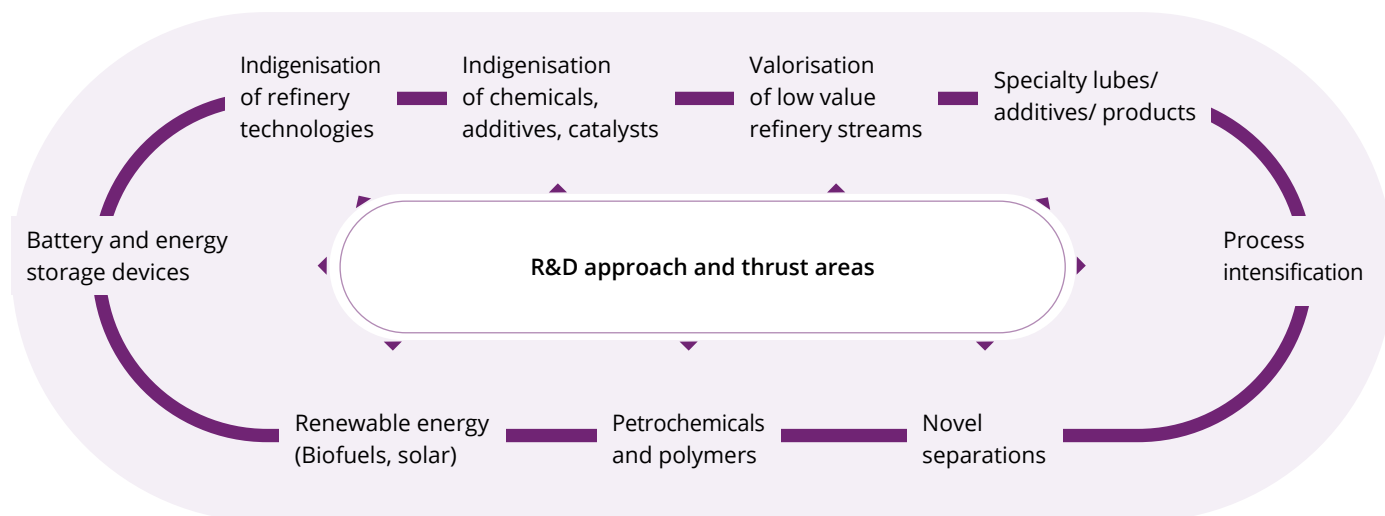 Indigenisation
of refinery
technologies
Indigenisation
of chemicals,
additives, catalysts
Valorisation
of low value
refinery streams
Specialty lubes/
additives/ products
Battery and energy
storage devices
R&D approach and thrust areas
Process
intensification
Renewable energy
(Biofuels, solar)
Petrochemicals
and polymers
Novel
separations